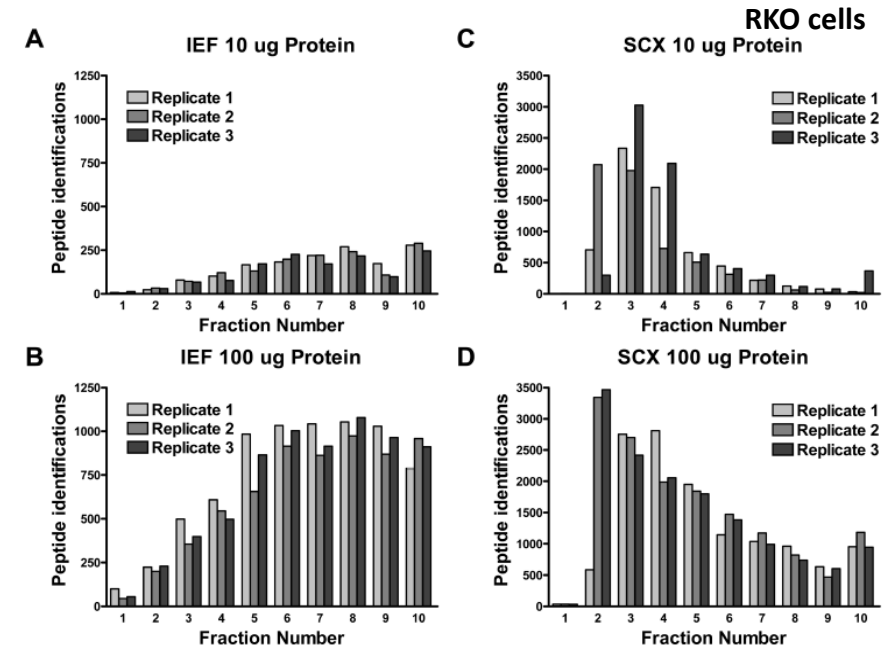 RKO cells
A
IEF 10 ug Protein
Peptide identifications
1250
1000
750
500
250
0
Replicate 1
Replicate 2
Replicate 3
1 2 3 4 5 6 7 8 9 10
Fraction Number
C
SCX 10 ug Protein
Peptide identifications
3500
3000
2500
2000
1500
1000
500
0
Replicate 1
Replicate 2
Replicate 3
1 2 3 4 5 6 7 8 9 10
Fraction Number
B
IEF 100 ug Protein
Peptide identifications
1250
1000
750
500
250
0
Replicate 1
Replicate 2
Replicate 3
1 2 3 4 5 6 7 8 9 10
Fraction Number
D
SCX 100 ug Protein
Peptide identifications
3500
3000
2500
2000
1500
1000
500
0
Replicate 1
Replicate 2
Replicate 3
1 2 3 4 5 6 7 8 9 10
Fraction Number